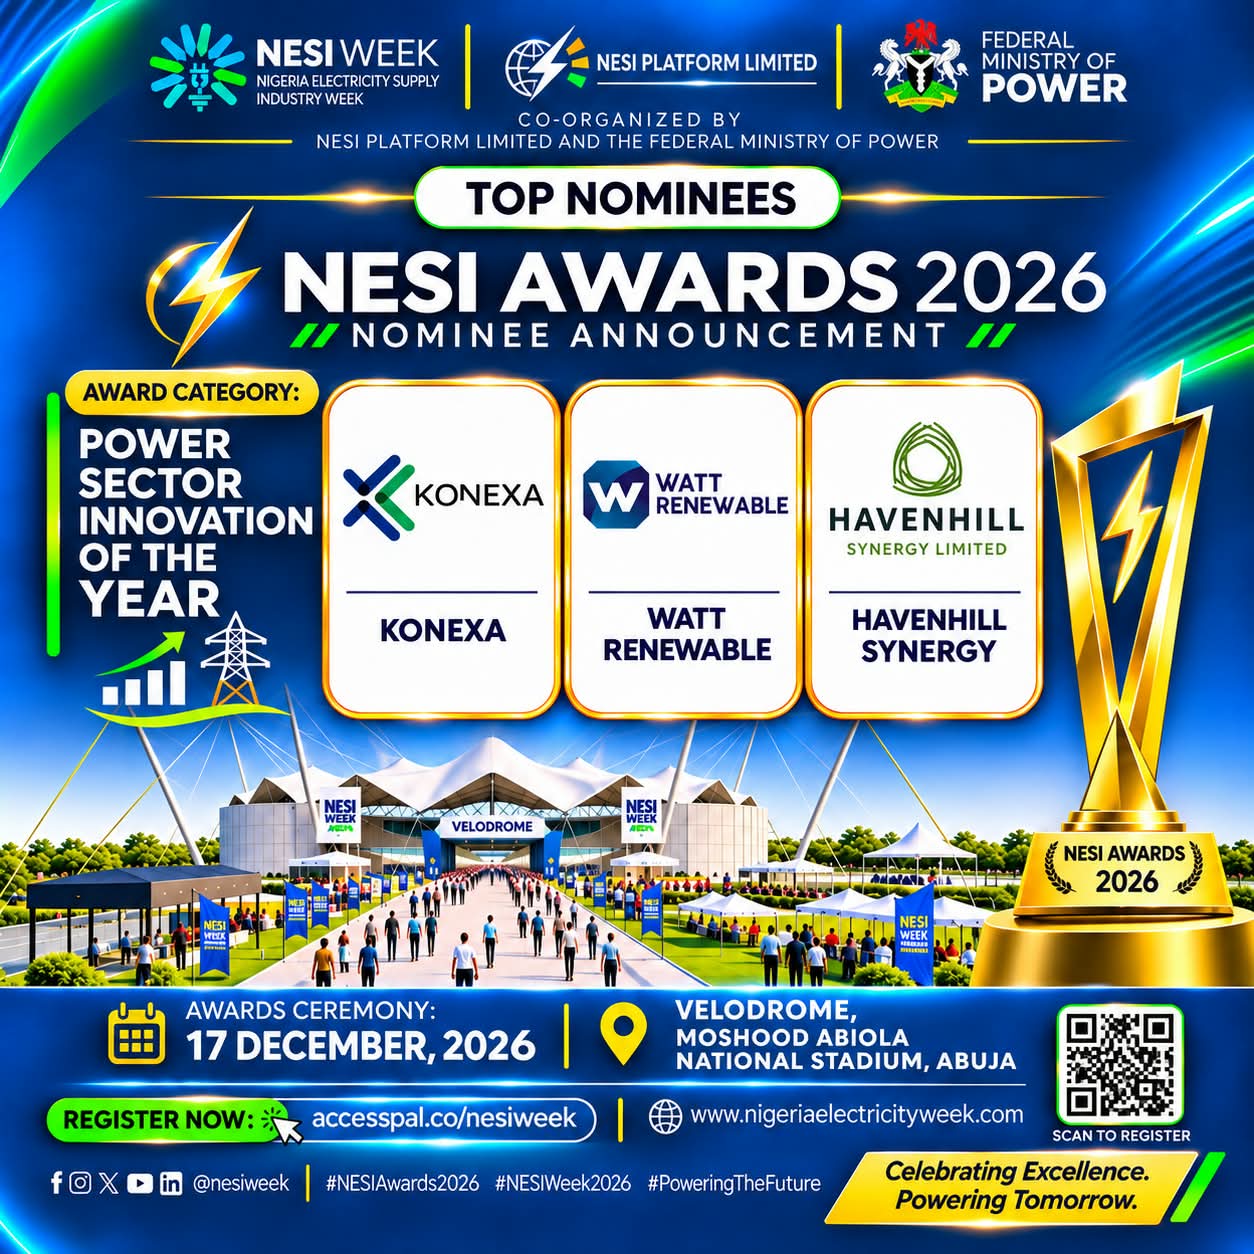 NESI WEEK
NIGERIA ELECTRICITY SUPPLY
INDUSTRY WEEK
NESI PLATFORM LIMITED
FEDERAL
MINISTRY OF
POWER
CO-ORGANIZED BY
NESI PLATFORM LIMITED AND THE FEDERAL MINISTRY OF POWER
TOP NOMINEES
NESI AWARDS 2026
NOMINEE ANNOUNCEMENT
AWARD CATEGORY:
POWER
SECTOR
INNOVATION
OF THE
YEAR
KONEXA
KONEXA
W
WATT
RENEWABLE
WATT
RENEWABLE
HAVENHILL
SYNERGY LIMITED
HAVENHILL
SYNERGY
NESI
WEEK
NESI
WEEK
VELODROME
NESI
WEEK
NESI
WEEK
NESI AWARDS
2026
AWARDS CEREMONY:
17 DECEMBER, 2026
VELODROME,
MOSHOOD ABIOLA
NATIONAL STADIUM, ABUJA
REGISTER NOW: accesspal.co/nesiweek
www.nigeriaelectricityweek.com
SCAN TO REGISTER
@nesiweek
#NESIAwards2026 #NESIWeek2026 #PoweringTheFuture
Celebrating Excellence.
Powering Tomorrow.